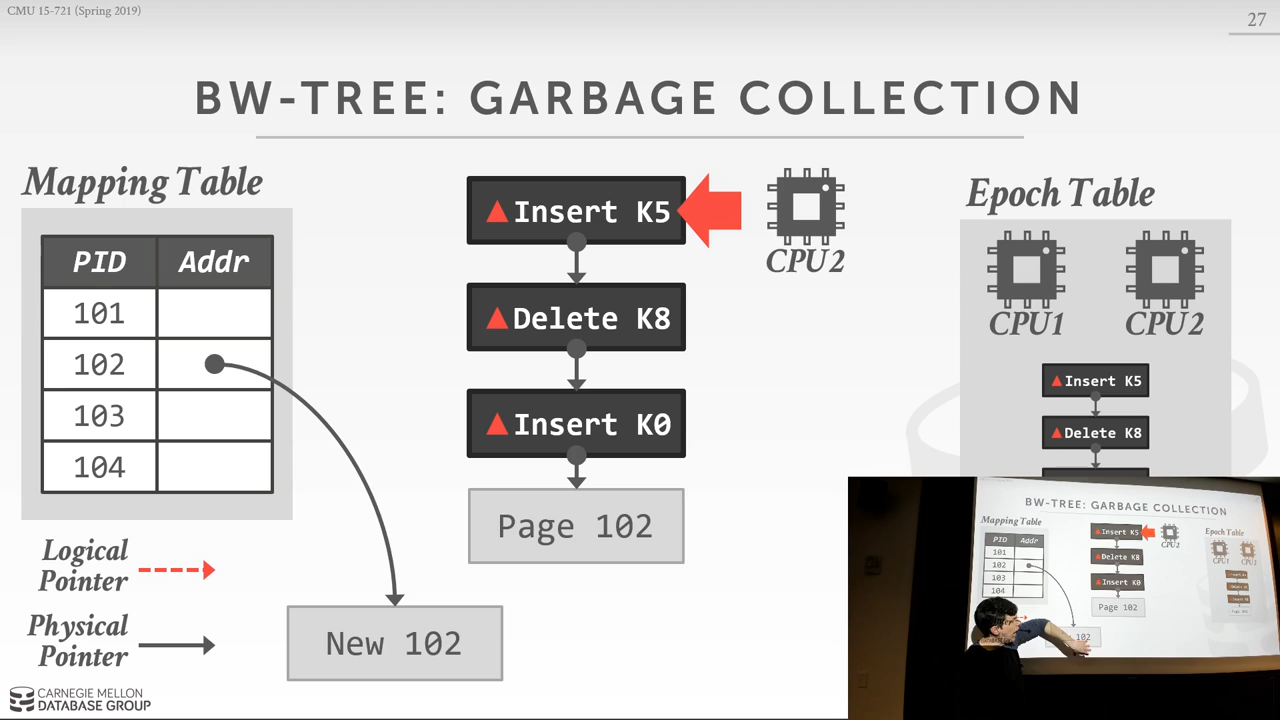 CMU 15-721 (Spring 2019)
27
BW-TREE: GARBAGE COLLECTION
Mapping Table
PID Addr
101
102
103
104
Logical
Pointer
Physical
Pointer
▲Insert K5
▲Delete K8
▲Insert K0
Page 102
New 102
CPU2
Epoch Table
CPU1 CPU2
▲Insert K5
▲Delete K8
CARNEGIE MELLON
DATABASE GROUP
BW-TREE: GARBAGE COLLECTION
Mapping Table
PID Addr
101
102
103
104
▲Insert K5
▲Delete K8
▲Insert K0
Page 102
102
CPU2
Epoch Table
CPU1 CPU2